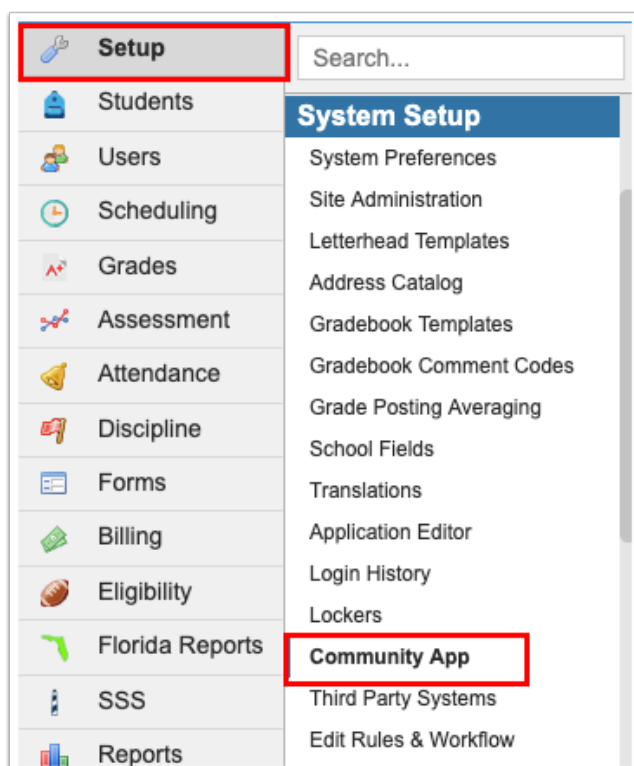 Setup
Students
Users
Scheduling
A+
Grades
Assessment
Attendance
Discipline
Forms
Billing
Eligibility
Florida Reports
SSS
Reports
Search...
System Setup
System Preferences
Site Administration
Letterhead Templates
Address Catalog
Gradebook Templates
Gradebook Comment Codes
Grade Posting Averaging
School Fields
Translations
Application Editor
Login History
Lockers
Community App
Third Party Systems
Edit Rules & Workflow